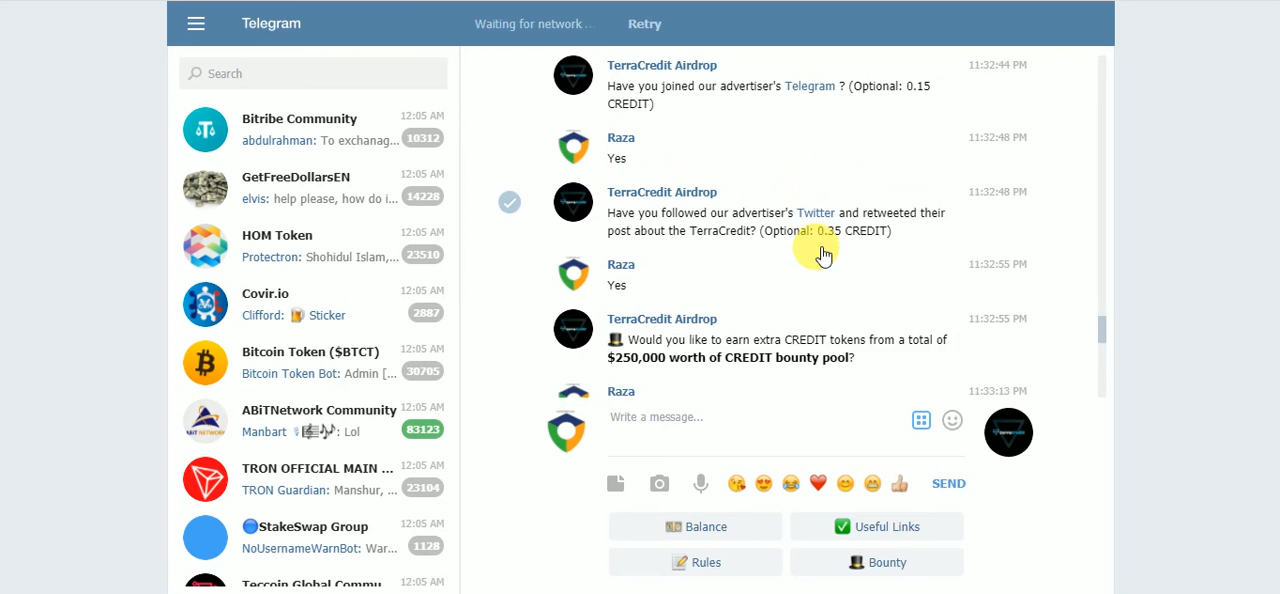 Telegram
Waiting for network ...
Retry
Search
Bitribe Community 12:05 AM
abdulrahman: To exchanag... 10312
GetFreeDollarsEN 12:05 AM
elvis: help please, how do i... 14228
HOM Token 12:05 AM
Protectron: Shohidul Islam,... 23510
Covir.io 12:05 AM
Clifford: 🍺 Sticker 2887
Bitcoin Token ($BTCT) 12:05 AM
Bitcoin Token Bot: Admin [... 30705
ABiTNetwork Community 12:05 AM
Manbart 🎙🎼🎶: Lol 83123
TRON OFFICIAL MAIN ... 12:05 AM
TRON Guardian: Manshur, ... 23104
🔵StakeSwap Group 12:05 AM
NoUsernameWarnBot: War... 1128
Teccoin Global Commu... 12:05 AM
TerraCredit Airdrop 11:32:44 PM
Have you joined our advertiser's Telegram ? (Optional: 0.15
CREDIT)
Raza 11:32:48 PM
Yes
TerraCredit Airdrop 11:32:48 PM
Have you followed our advertiser's Twitter and retweeted their
post about the TerraCredit? (Optional: 0.35 CREDIT)
Raza 11:32:55 PM
Yes
TerraCredit Airdrop 11:32:55 PM
🎩 Would you like to earn extra CREDIT tokens from a total of
$250,000 worth of CREDIT bounty pool?
Raza 11:33:13 PM
Write a message...
SEND
💵 Balance
✅ Useful Links
📝 Rules
🎩 Bounty